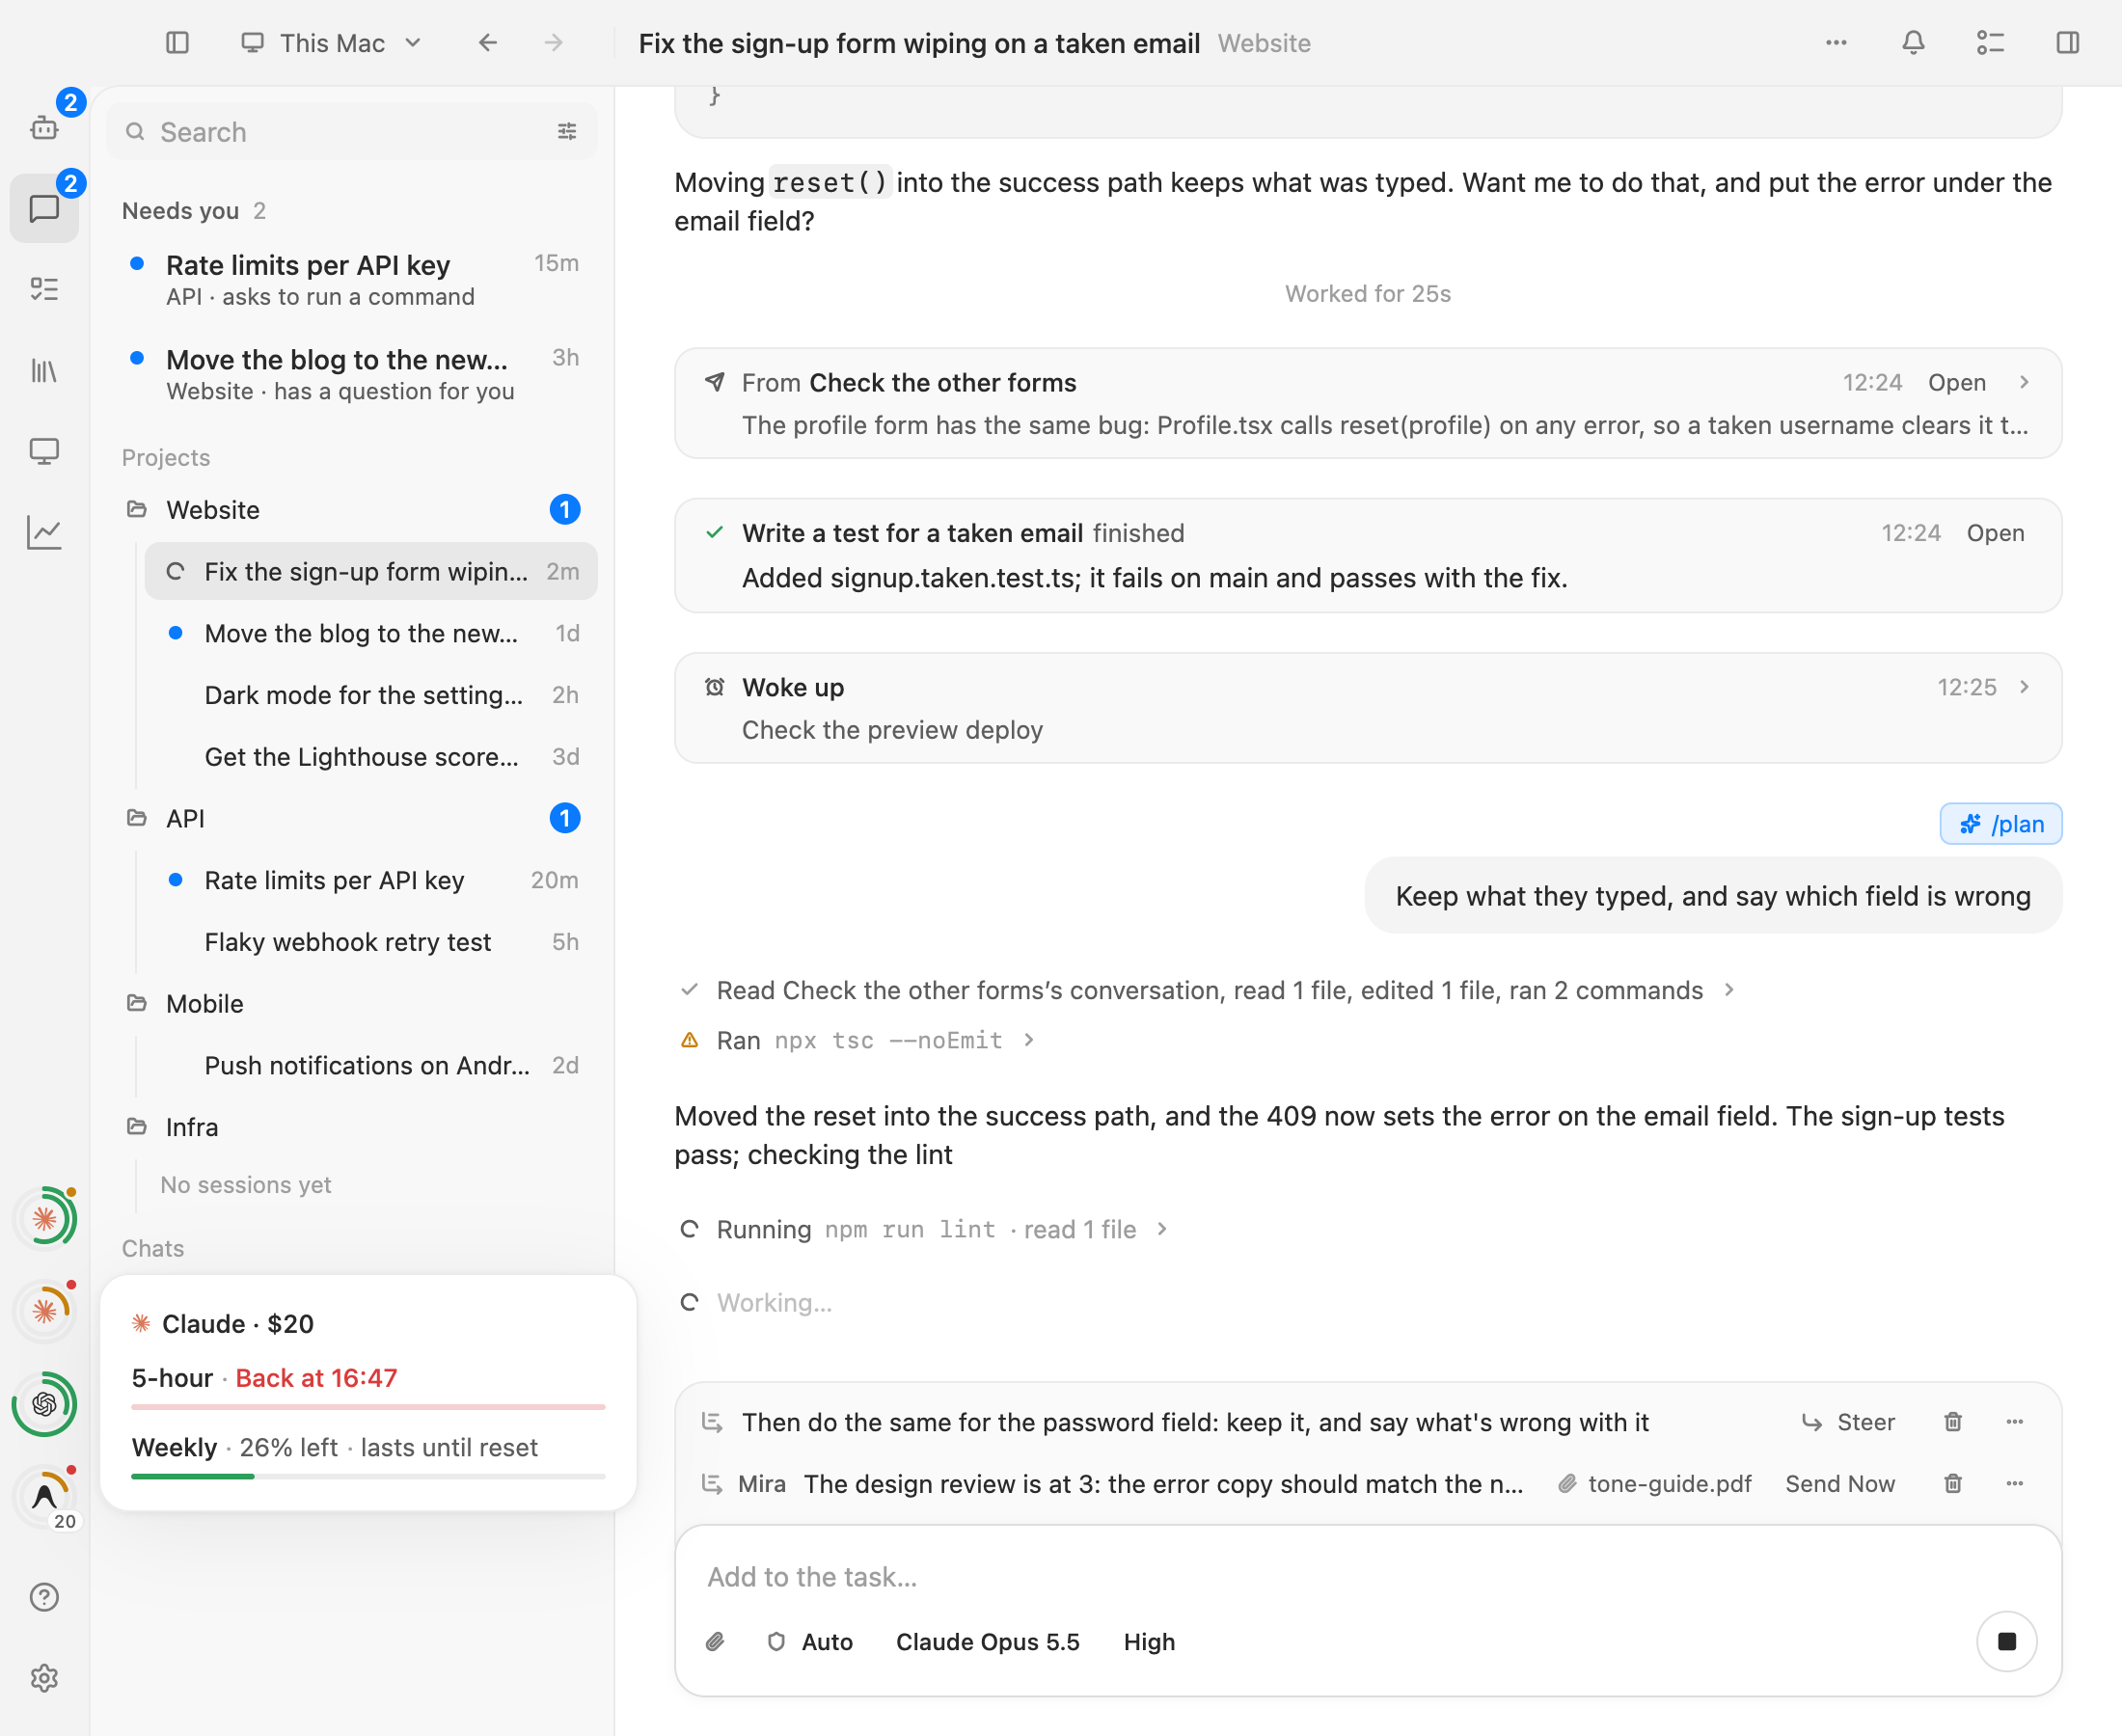 This Mac
Fix the sign-up form wiping on a taken email Website
2
2
Search
Needs you 2
Rate limits per API key 15m
API · asks to run a command
Move the blog to the new... 3h
Website · has a question for you
Projects
Website 1
Fix the sign-up form wipin... 2m
Move the blog to the new... 1d
Dark mode for the setting... 2h
Get the Lighthouse score... 3d
API 1
Rate limits per API key 20m
Flaky webhook retry test 5h
Mobile
Push notifications on Andr... 2d
Infra
No sessions yet
Chats
Claude · $20
5-hour · Back at 16:47
Weekly · 26% left · lasts until reset
20
}
Moving reset() into the success path keeps what was typed. Want me to do that, and put the error under the
email field?
Worked for 25s
From Check the other forms 12:24 Open
The profile form has the same bug: Profile.tsx calls reset(profile) on any error, so a taken username clears it t...
Write a test for a taken email finished 12:24 Open
Added signup.taken.test.ts; it fails on main and passes with the fix.
Woke up 12:25
Check the preview deploy
/plan
Keep what they typed, and say which field is wrong
Read Check the other forms’s conversation, read 1 file, edited 1 file, ran 2 commands
Ran npx tsc --noEmit
Moved the reset into the success path, and the 409 now sets the error on the email field. The sign-up tests
pass; checking the lint
Running npm run lint · read 1 file
Working...
Then do the same for the password field: keep it, and say what's wrong with it Steer
Mira The design review is at 3: the error copy should match the n... tone-guide.pdf Send Now
Add to the task...
Auto Claude Opus 5.5 High